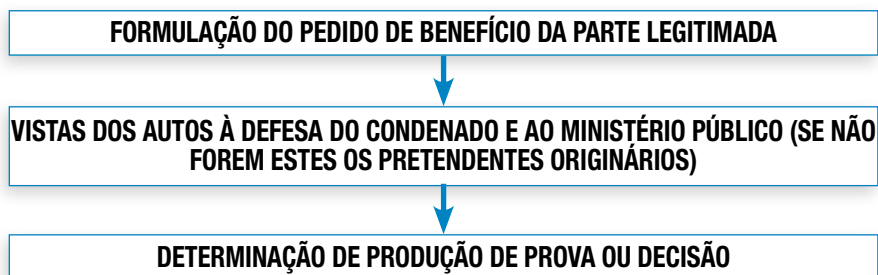 FORMULAÇÃO DO PEDIDO DE BENEFÍCIO DA PARTE LEGITIMADA
VISTAS DOS AUTOS À DEFESA DO CONDENADO E AO MINISTÉRIO PÚBLICO (SE NÃO
FOREM ESTES OS PRETENDENTES ORIGINÁRIOS)
DETERMINAÇÃO DE PRODUÇÃO DE PROVA OU DECISÃO